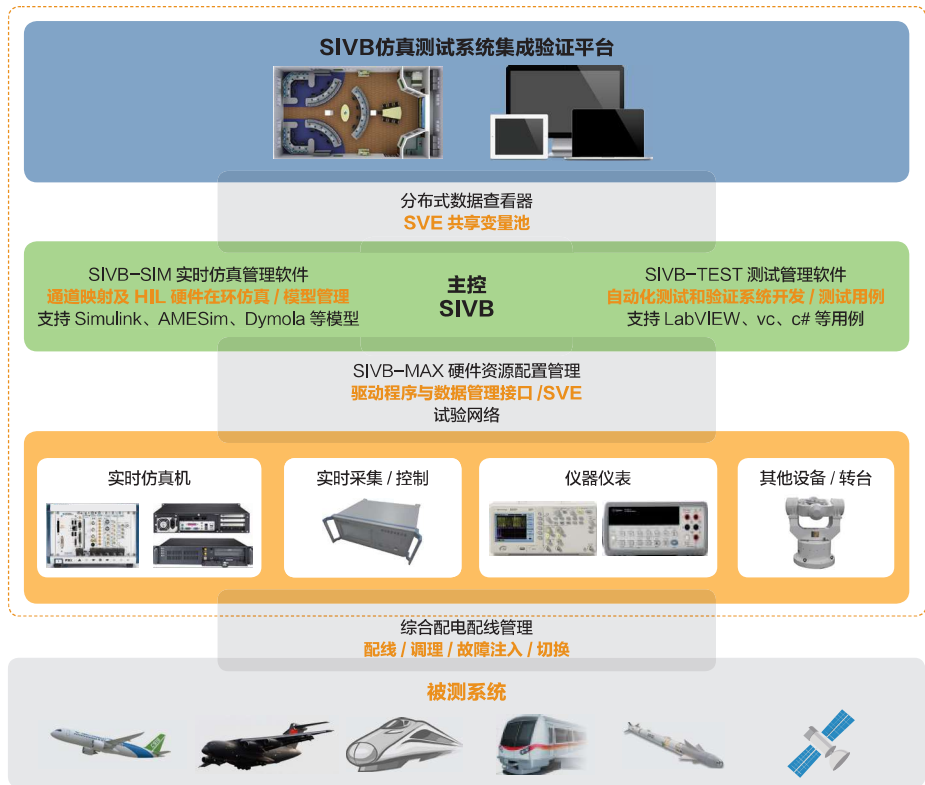 SIVB仿真测试系统集成验证平台
分布式数据查看器
SVE 共享变量池
SIVB-SIM 实时仿真管理软件
通道映射及 HIL 硬件在环仿真 / 模型管理
支持 Simulink、AMESim、Dymola 等模型
主控
SIVB
SIVB-TEST 测试管理软件
自动化测试和验证系统开发 / 测试用例
支持 LabVIEW、vc、c# 等用例
SIVB-MAX 硬件资源配置管理
驱动程序与数据管理接口 /SVE
试验网络
实时仿真机
实时采集 / 控制
仪器仪表
其他设备 / 转台
综合配电配线管理
配线 / 调理 / 故障注入 / 切换
被测系统